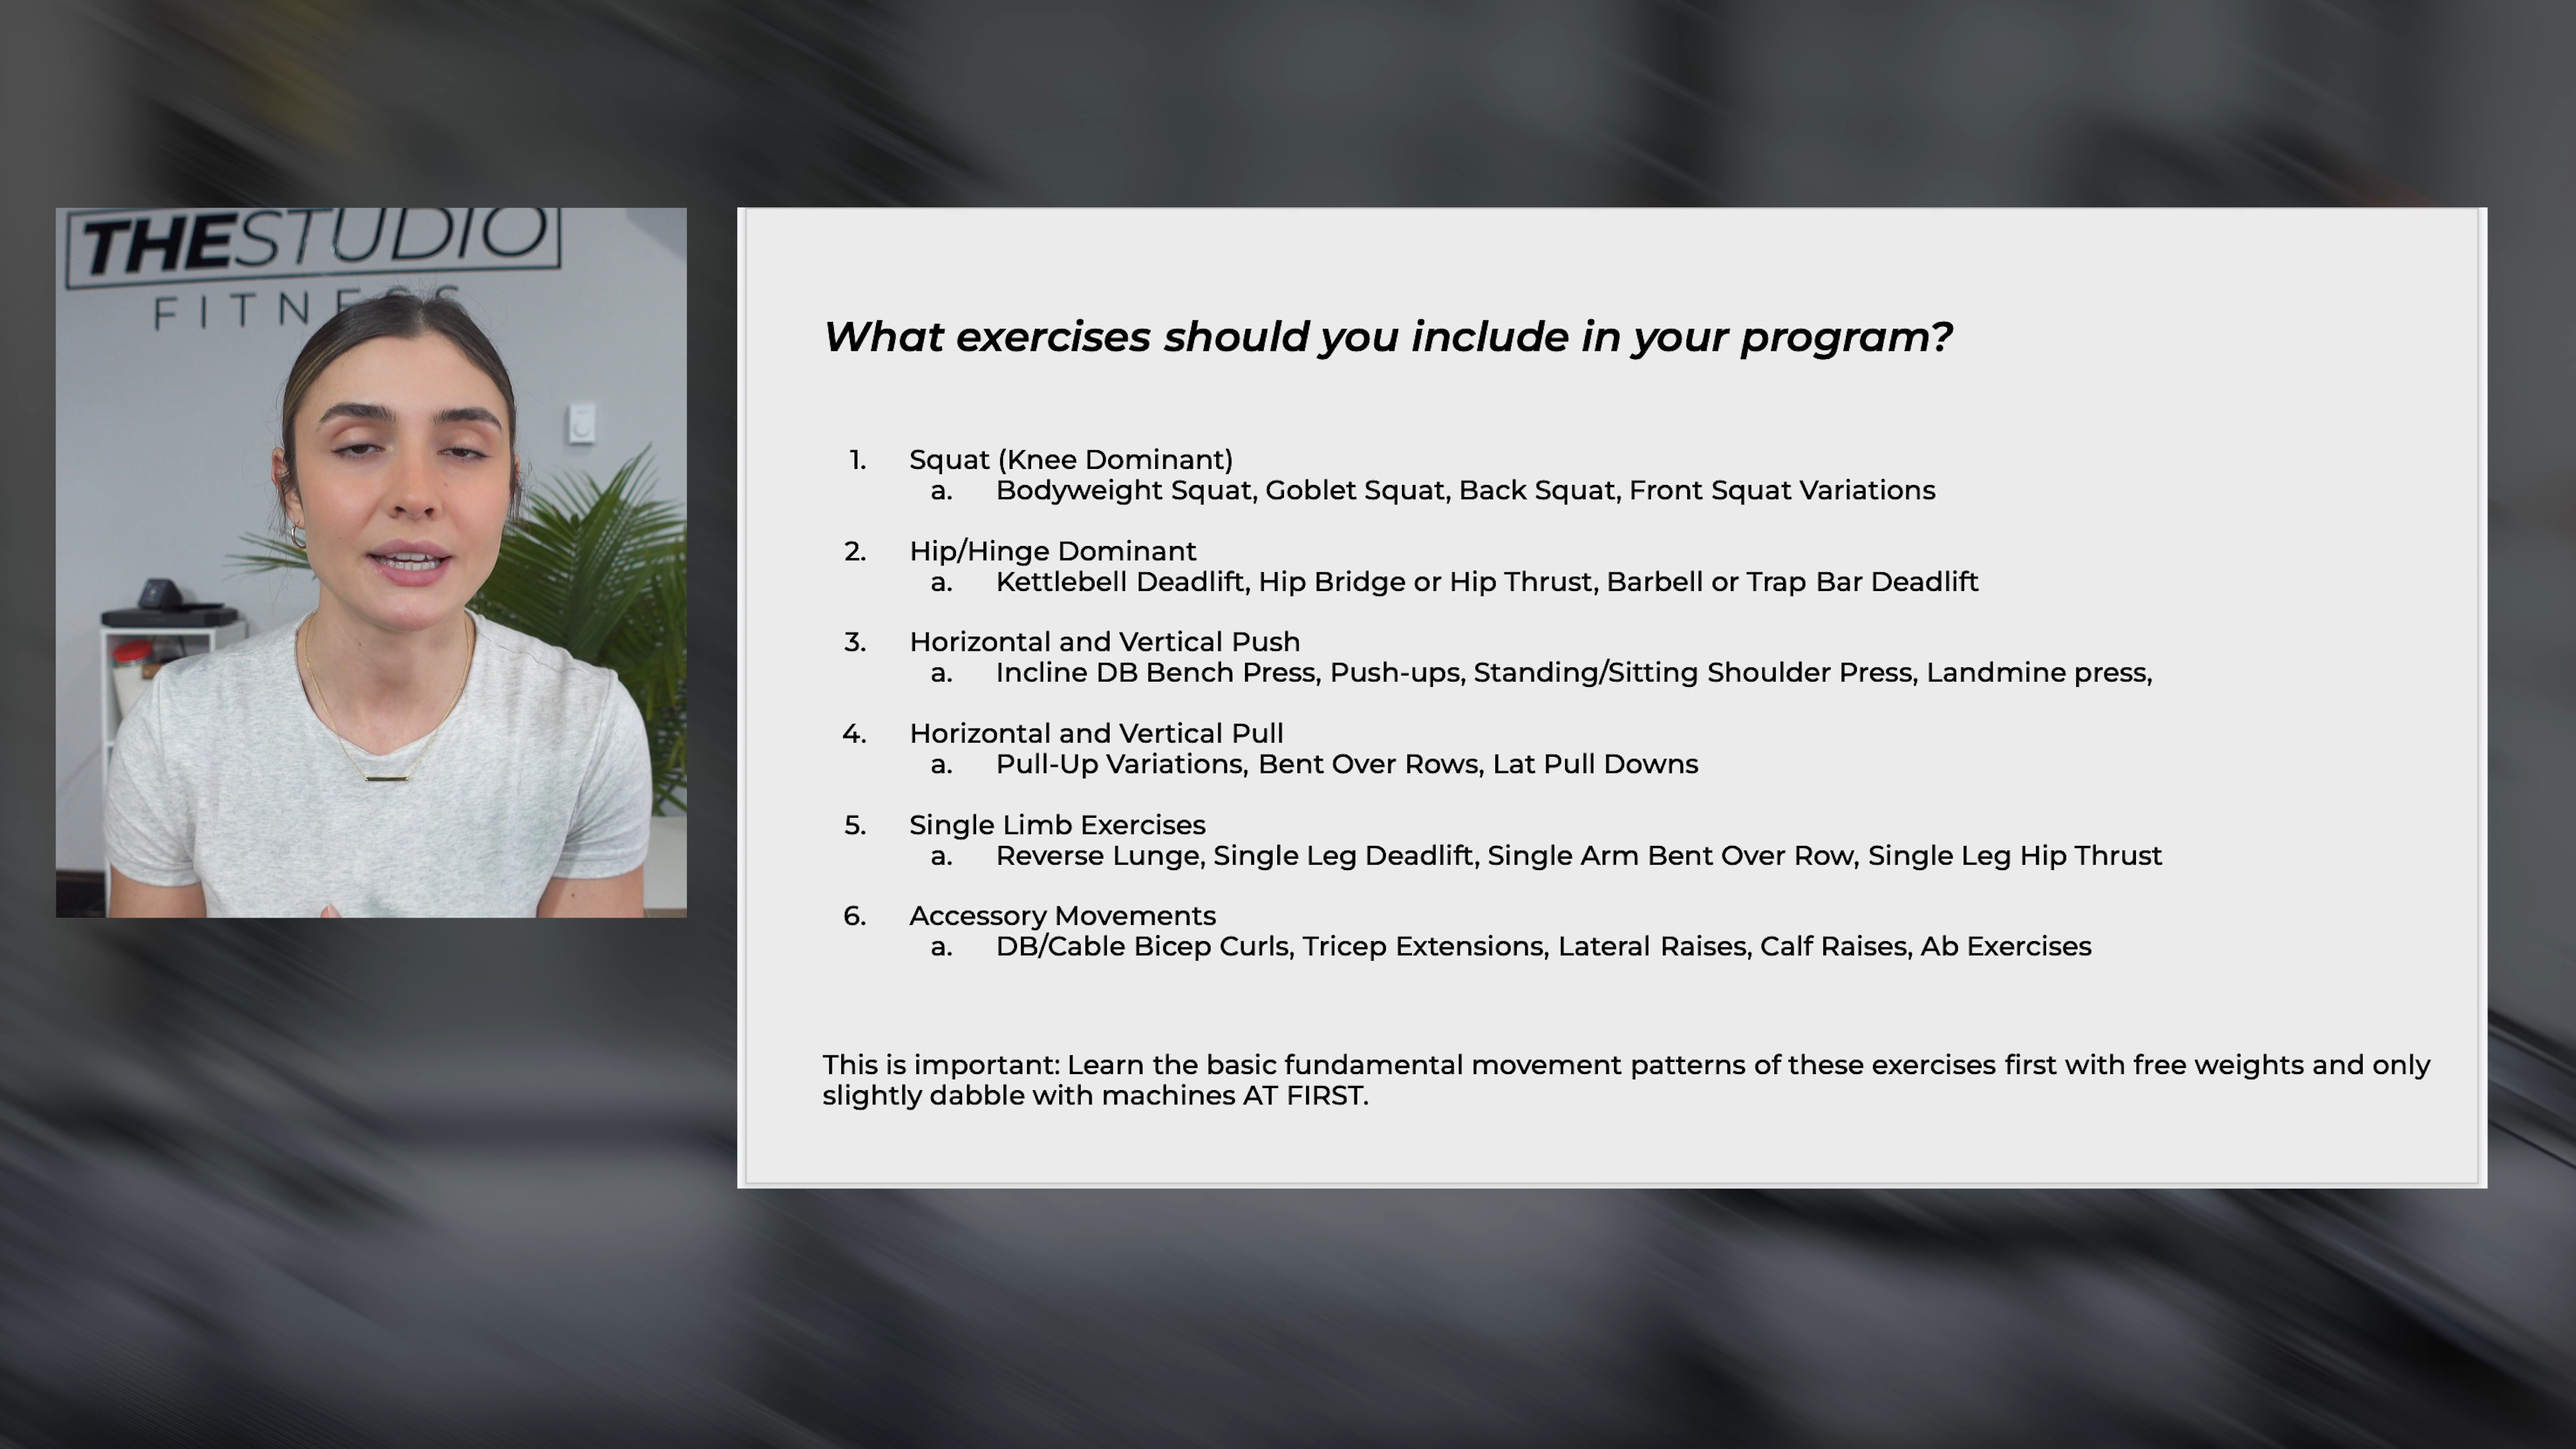 THESTUDIO
FITNESS
What exercises should you include in your program?
1. Squat (Knee Dominant)
a. Bodyweight Squat, Goblet Squat, Back Squat, Front Squat Variations
2. Hip/Hinge Dominant
a. Kettlebell Deadlift, Hip Bridge or Hip Thrust, Barbell or Trap Bar Deadlift
3. Horizontal and Vertical Push
a. Incline DB Bench Press, Push-ups, Standing/Sitting Shoulder Press, Landmine press,
4. Horizontal and Vertical Pull
a. Pull-Up Variations, Bent Over Rows, Lat Pull Downs
5. Single Limb Exercises
a. Reverse Lunge, Single Leg Deadlift, Single Arm Bent Over Row, Single Leg Hip Thrust
6. Accessory Movements
a. DB/Cable Bicep Curls, Tricep Extensions, Lateral Raises, Calf Raises, Ab Exercises
This is important: Learn the basic fundamental movement patterns of these exercises first with free weights and only
slightly dabble with machines AT FIRST.